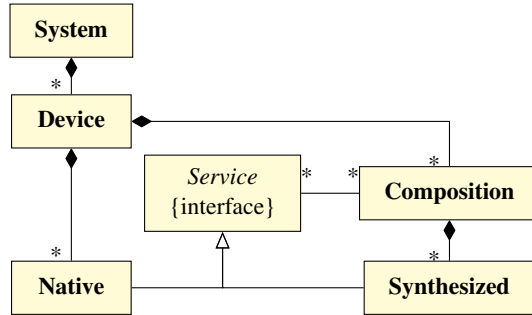 System
*
Device
*
Service
* *
Composition
{interface}
*
*
Native
Synthesized